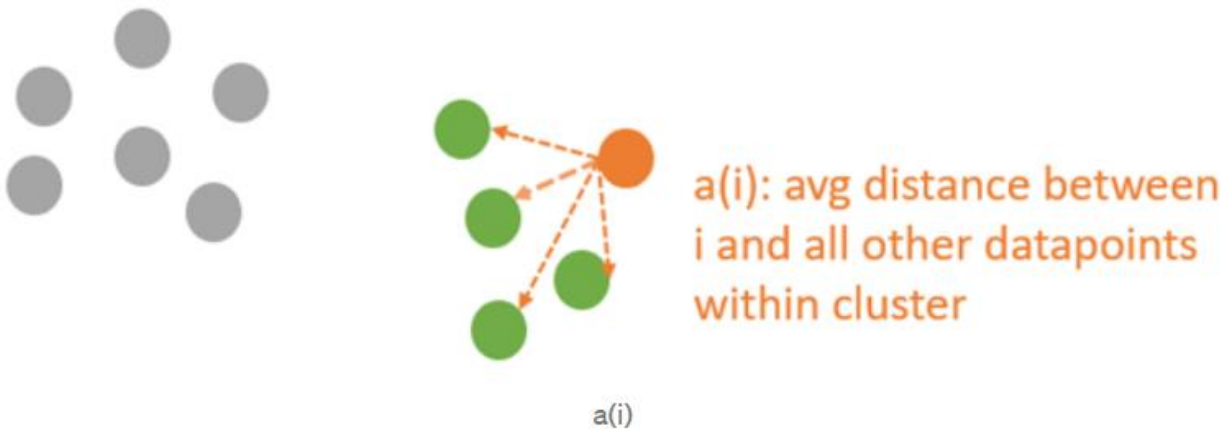 a(i): avg distance between
i and all other datapoints
within cluster
a(i)